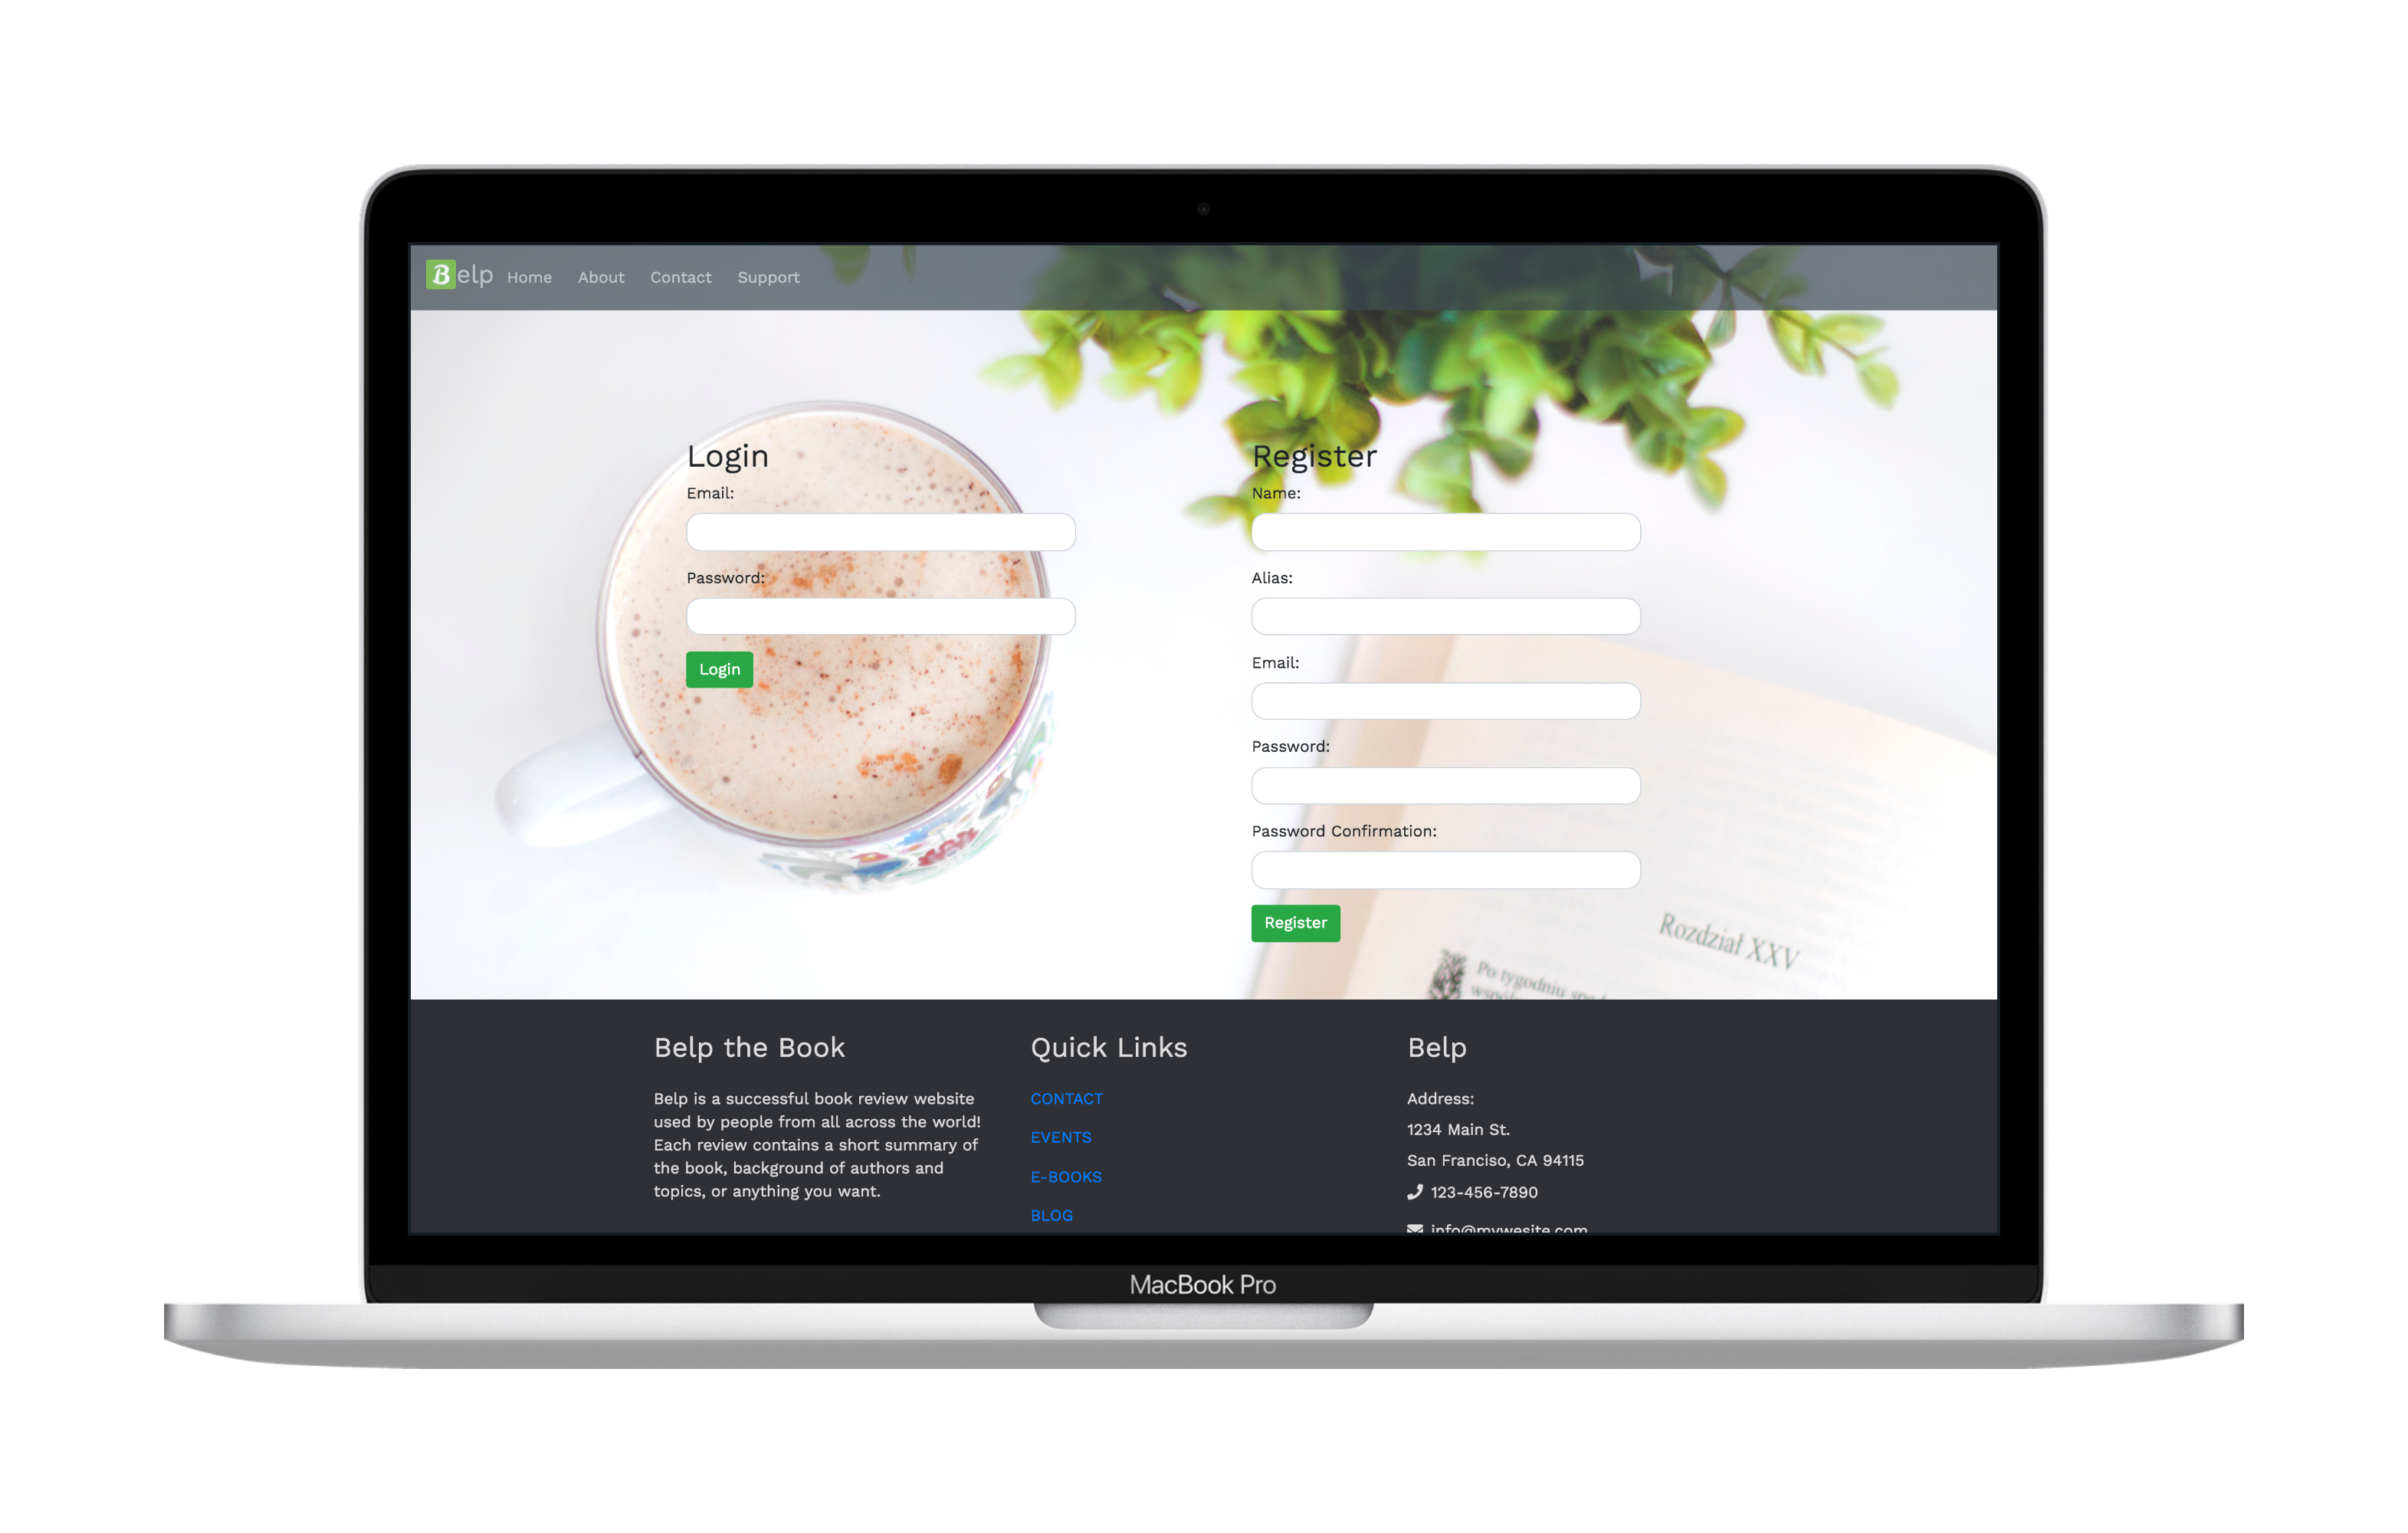 Belp Home About Contact Support
Login
Email:
Password:
Login
Register
Name:
Alias:
Email:
Password:
Password Confirmation:
Register
Rozdział XXV
Po tygodniu
Belp the Book
Belp is a successful book review website
used by people from all across the world!
Each review contains a short summary of
the book, background of authors and
topics, or anything you want.
Quick Links
CONTACT
EVENTS
E-BOOKS
BLOG
Belp
Address:
1234 Main St.
San Franciso, CA 94115
123-456-7890
info@mywesite.com
MacBook Pro